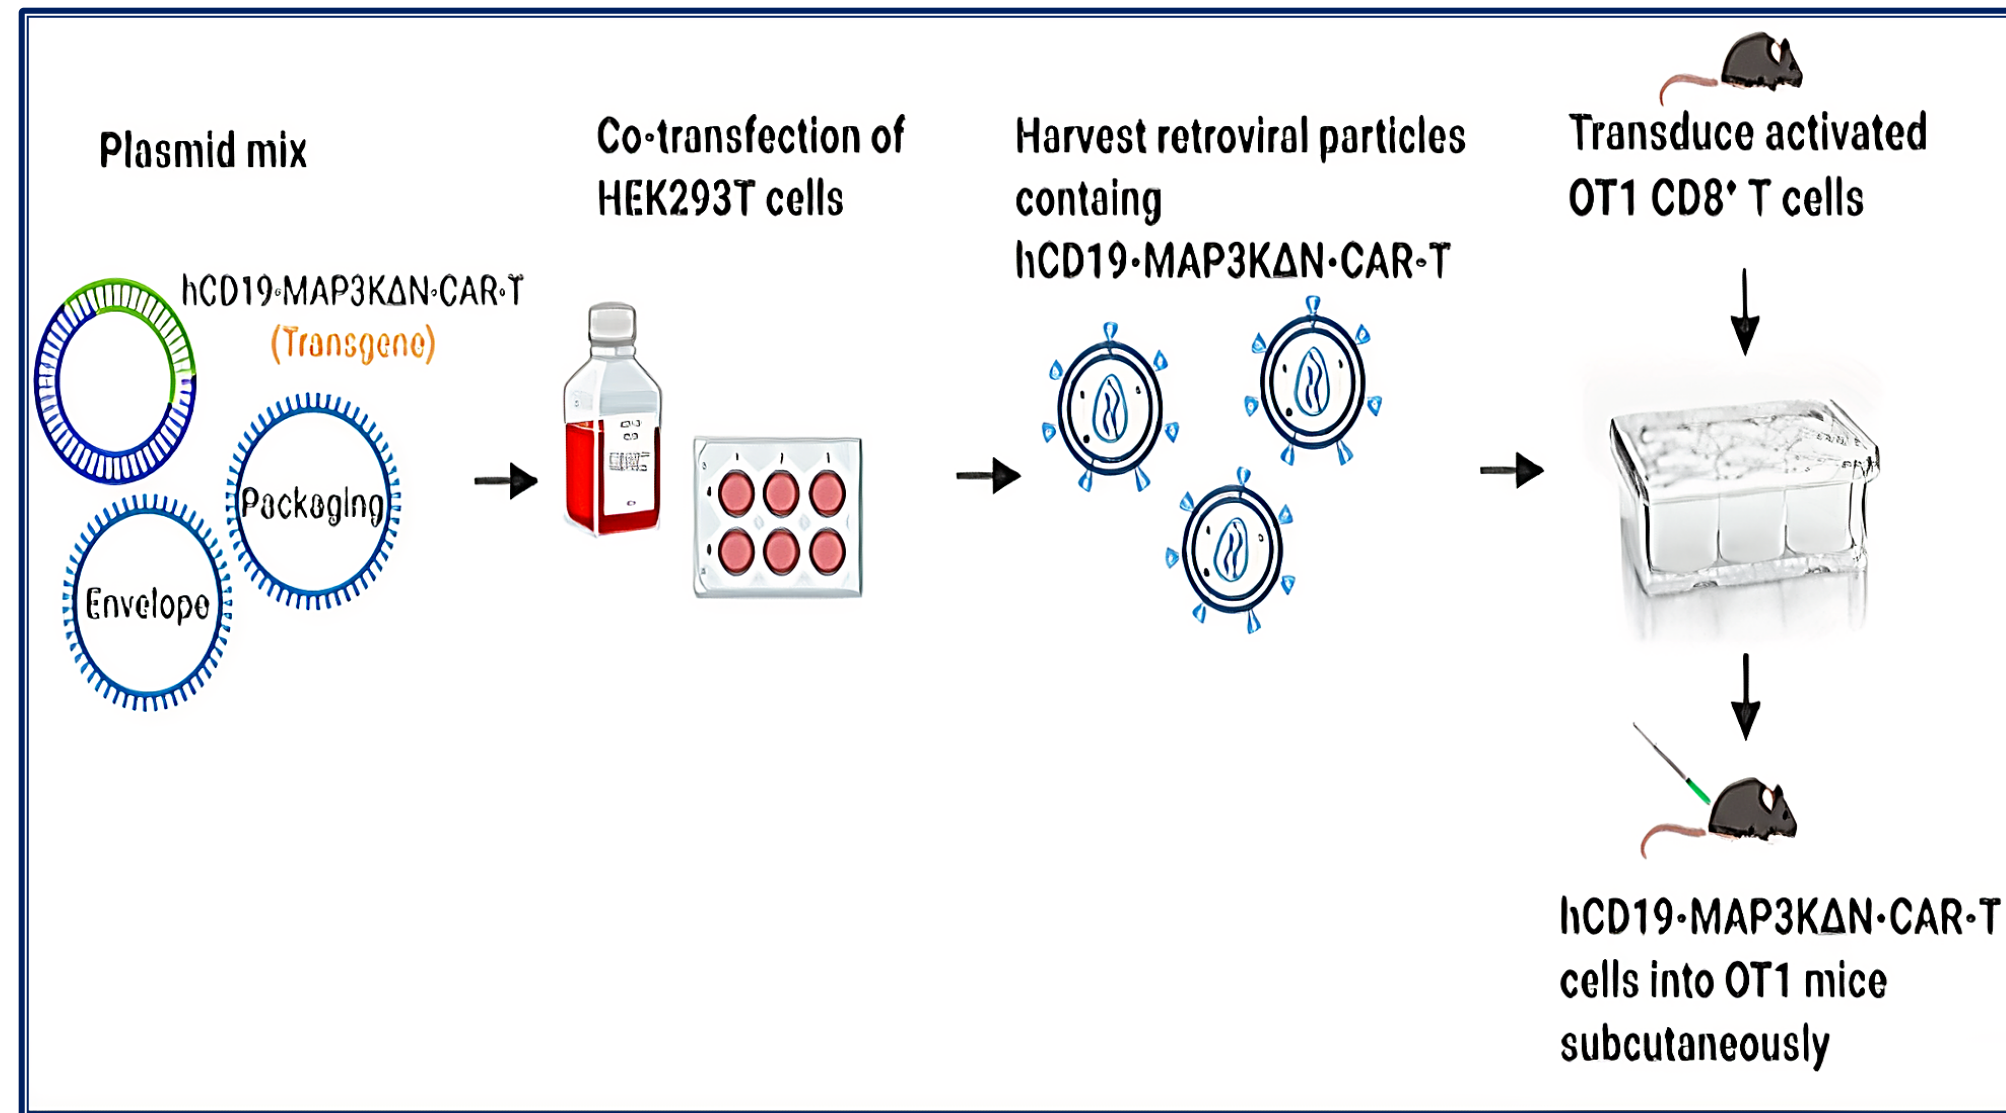 Plasmid mix
hCD19·MAP3KΔN·CAR·T
(Transgene)
Packaging
Envelope
Co-transfection of
HEK293T cells
Harvest retroviral particles
containg
hCD19·MAP3KΔN·CAR-T
Transduce activated
OT1 CD8⁺ T cells
hCD19·MAP3KΔN·CAR-T
cells into OT1 mice
subcutaneously